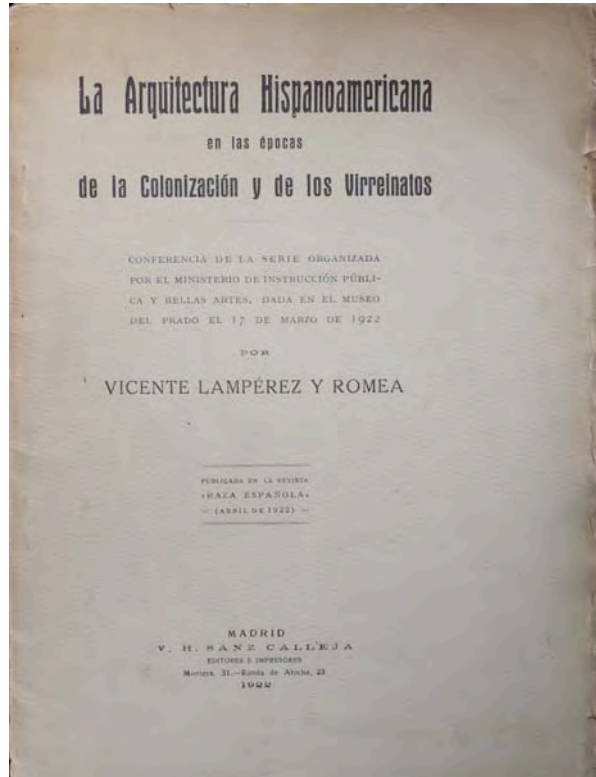 La Arquitectura Hispanoamericana
en las épocas
de la Colonización y de los Virreinatos
CONFERENCIA DE LA SERIE ORGANIZADA
POR EL MINISTERIO DE INSTRUCCIÓN PÚBLI-
CA Y BELLAS ARTES, DADA EN EL MUSEO
DEL PRADO EL 17 DE MARZO DE 1922
POR
VICENTE LAMPÉREZ Y ROMEA
PUBLICADA EN LA REVISTA
«RAZA ESPAÑOLA»
— (ABRIL DE 1922) —
MADRID
V. H. SANZ CALLEJA
EDITORES E IMPRESORES
Montera, 31.—Ronda de Atocha, 23
1922